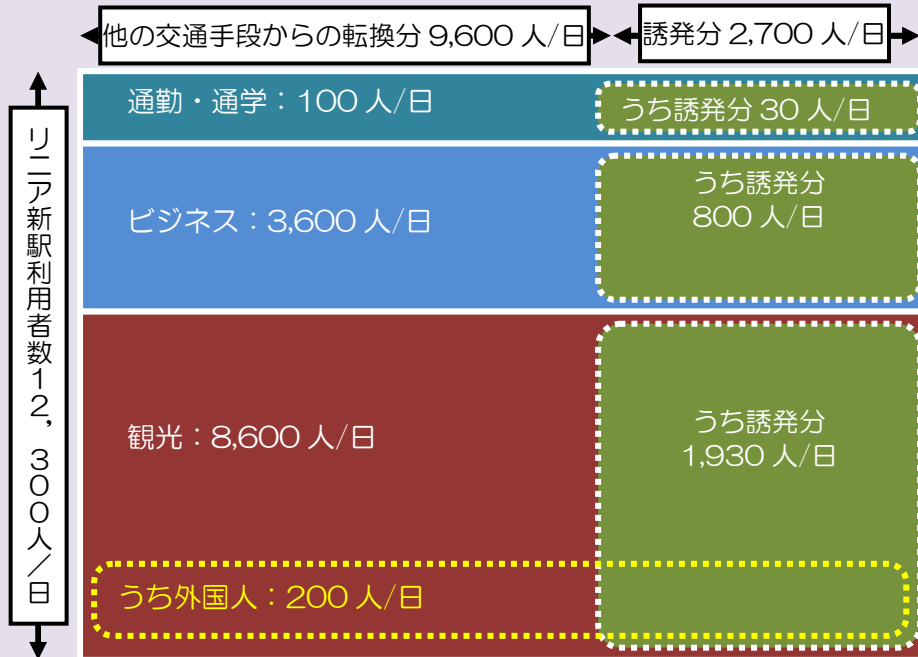 他の交通手段からの転換分 9,600 人/日
誘発分 2,700 人/日
リニア新駅利用者数12,300人/日
通勤・通学：100 人/日
うち誘発分 30 人/日
ビジネス：3,600 人/日
うち誘発分
800 人/日
観光：8,600 人/日
うち誘発分
1,930 人/日
うち外国人：200 人/日